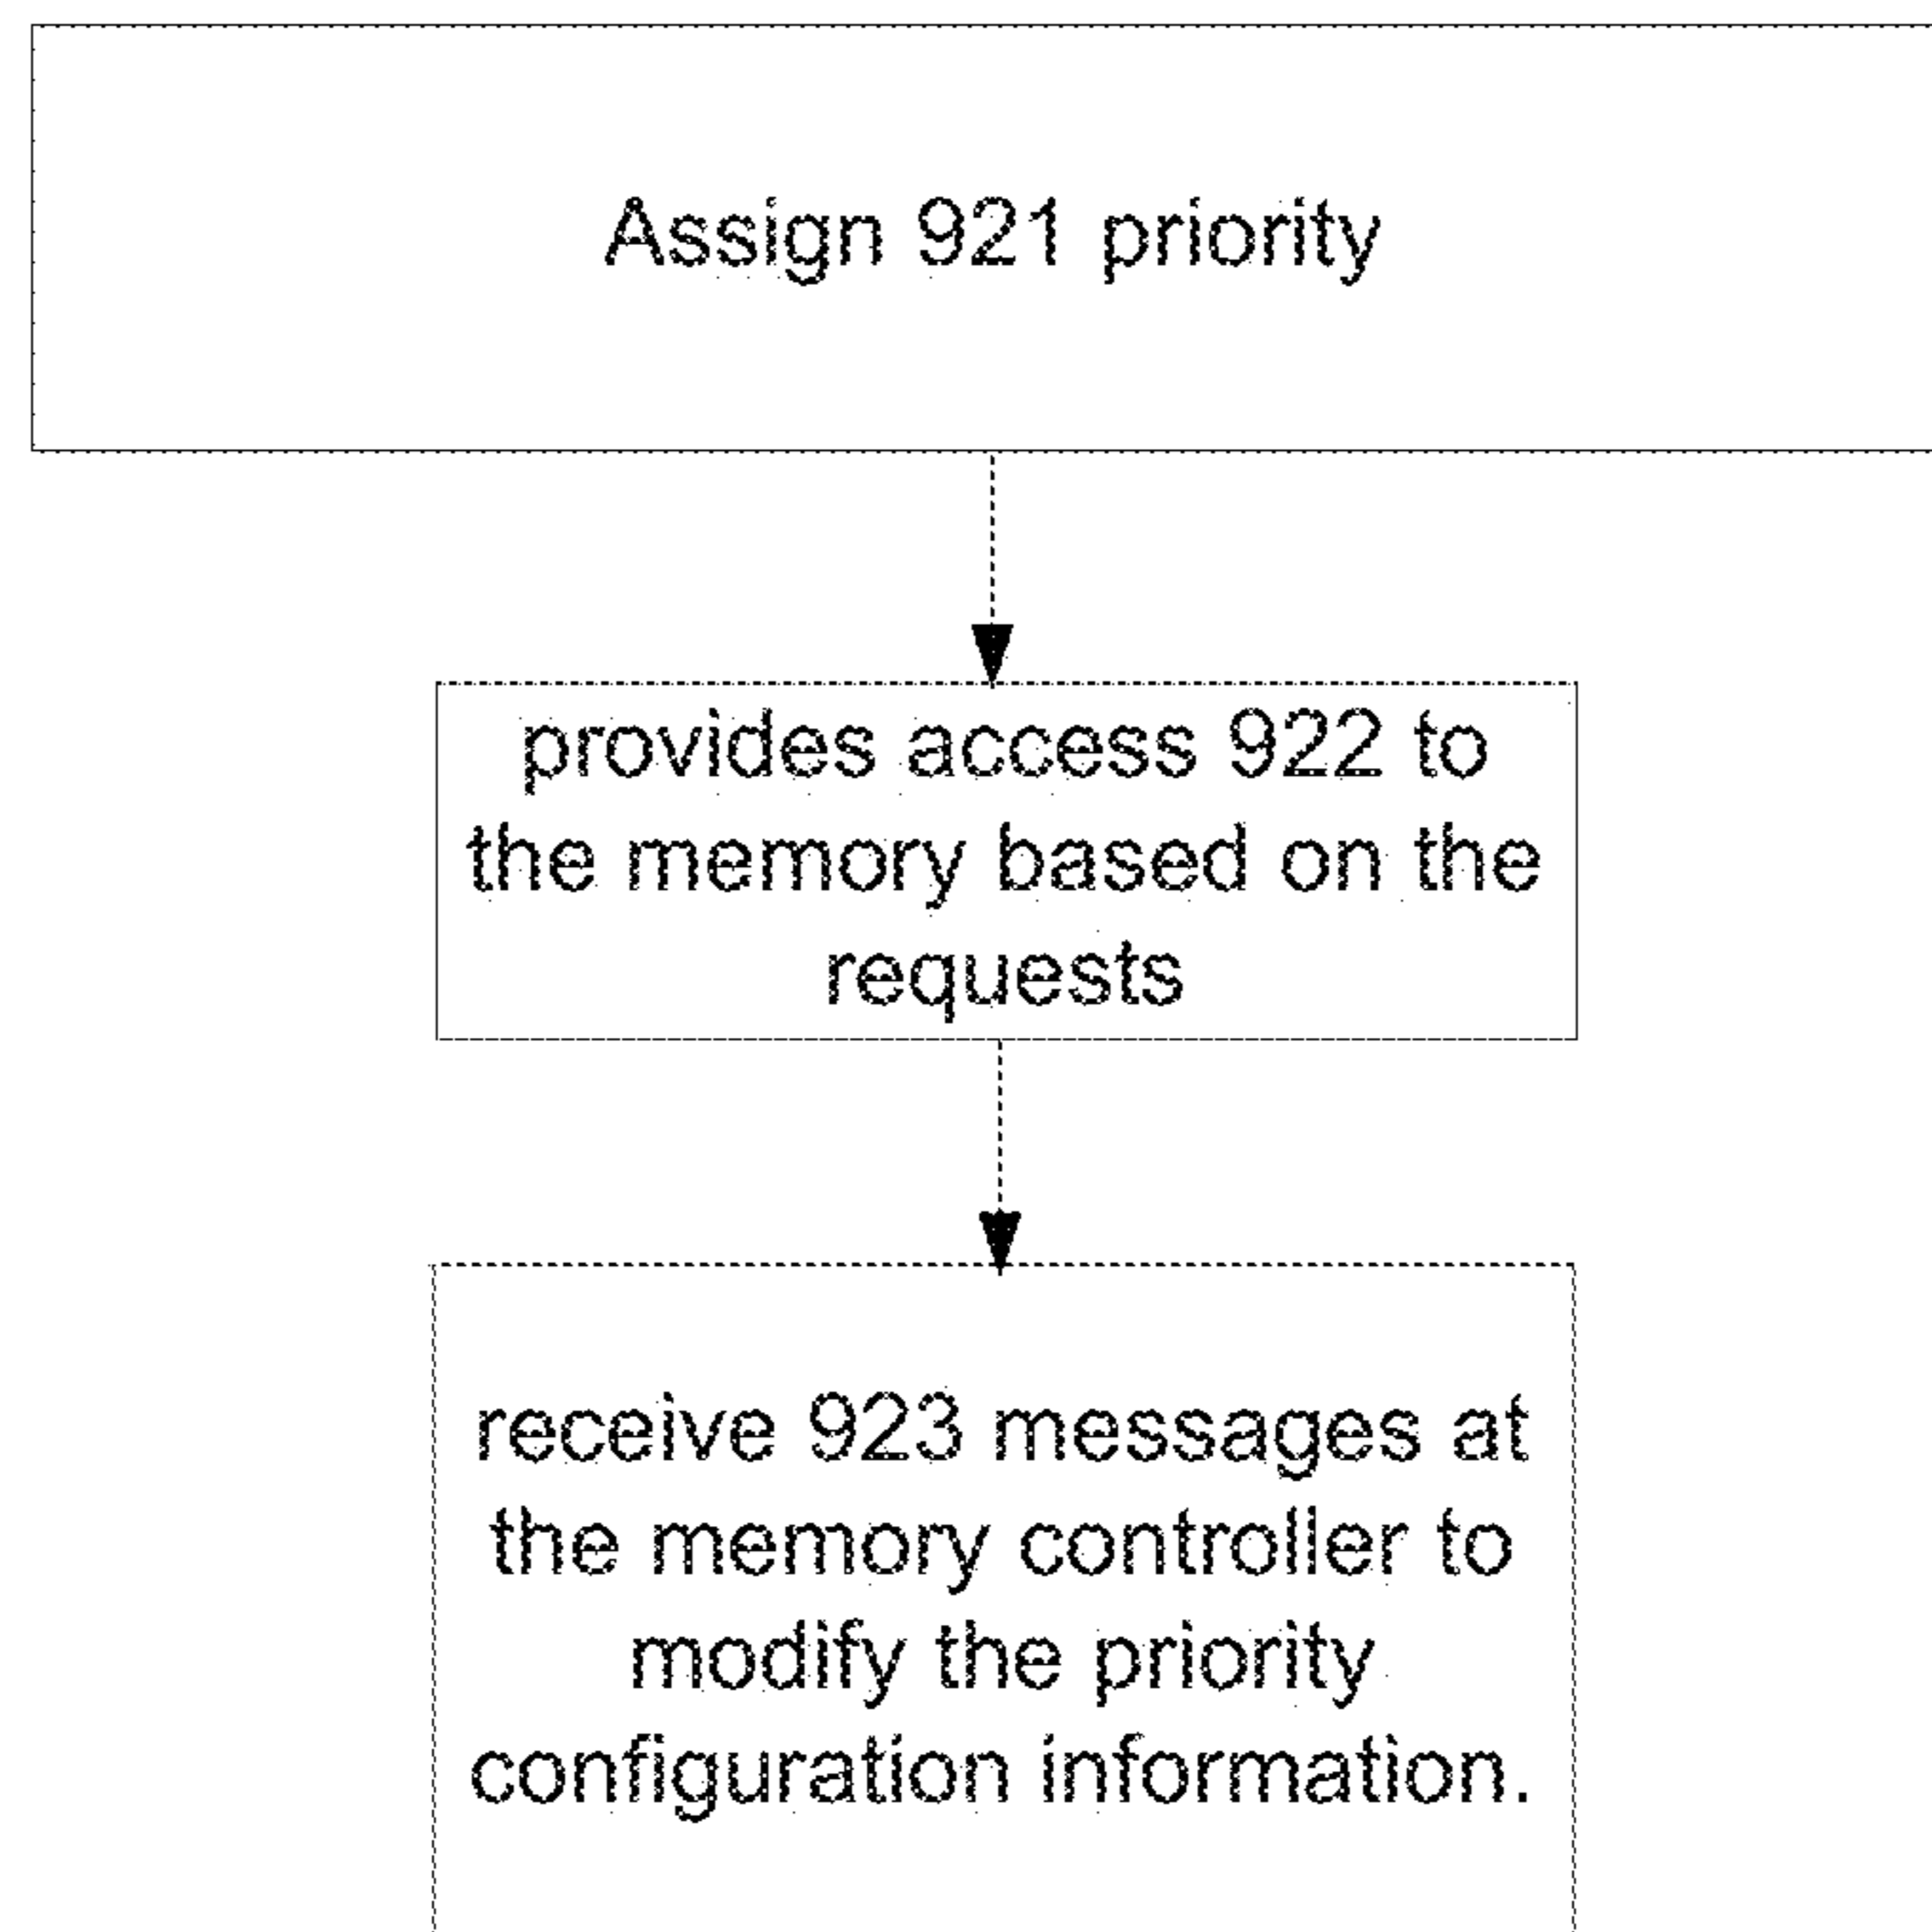 Assign 921 priority
provides access 922 to
the memory based on the
requests
receive 923 messages at
the memory controller to
modify the priority
configuration information.